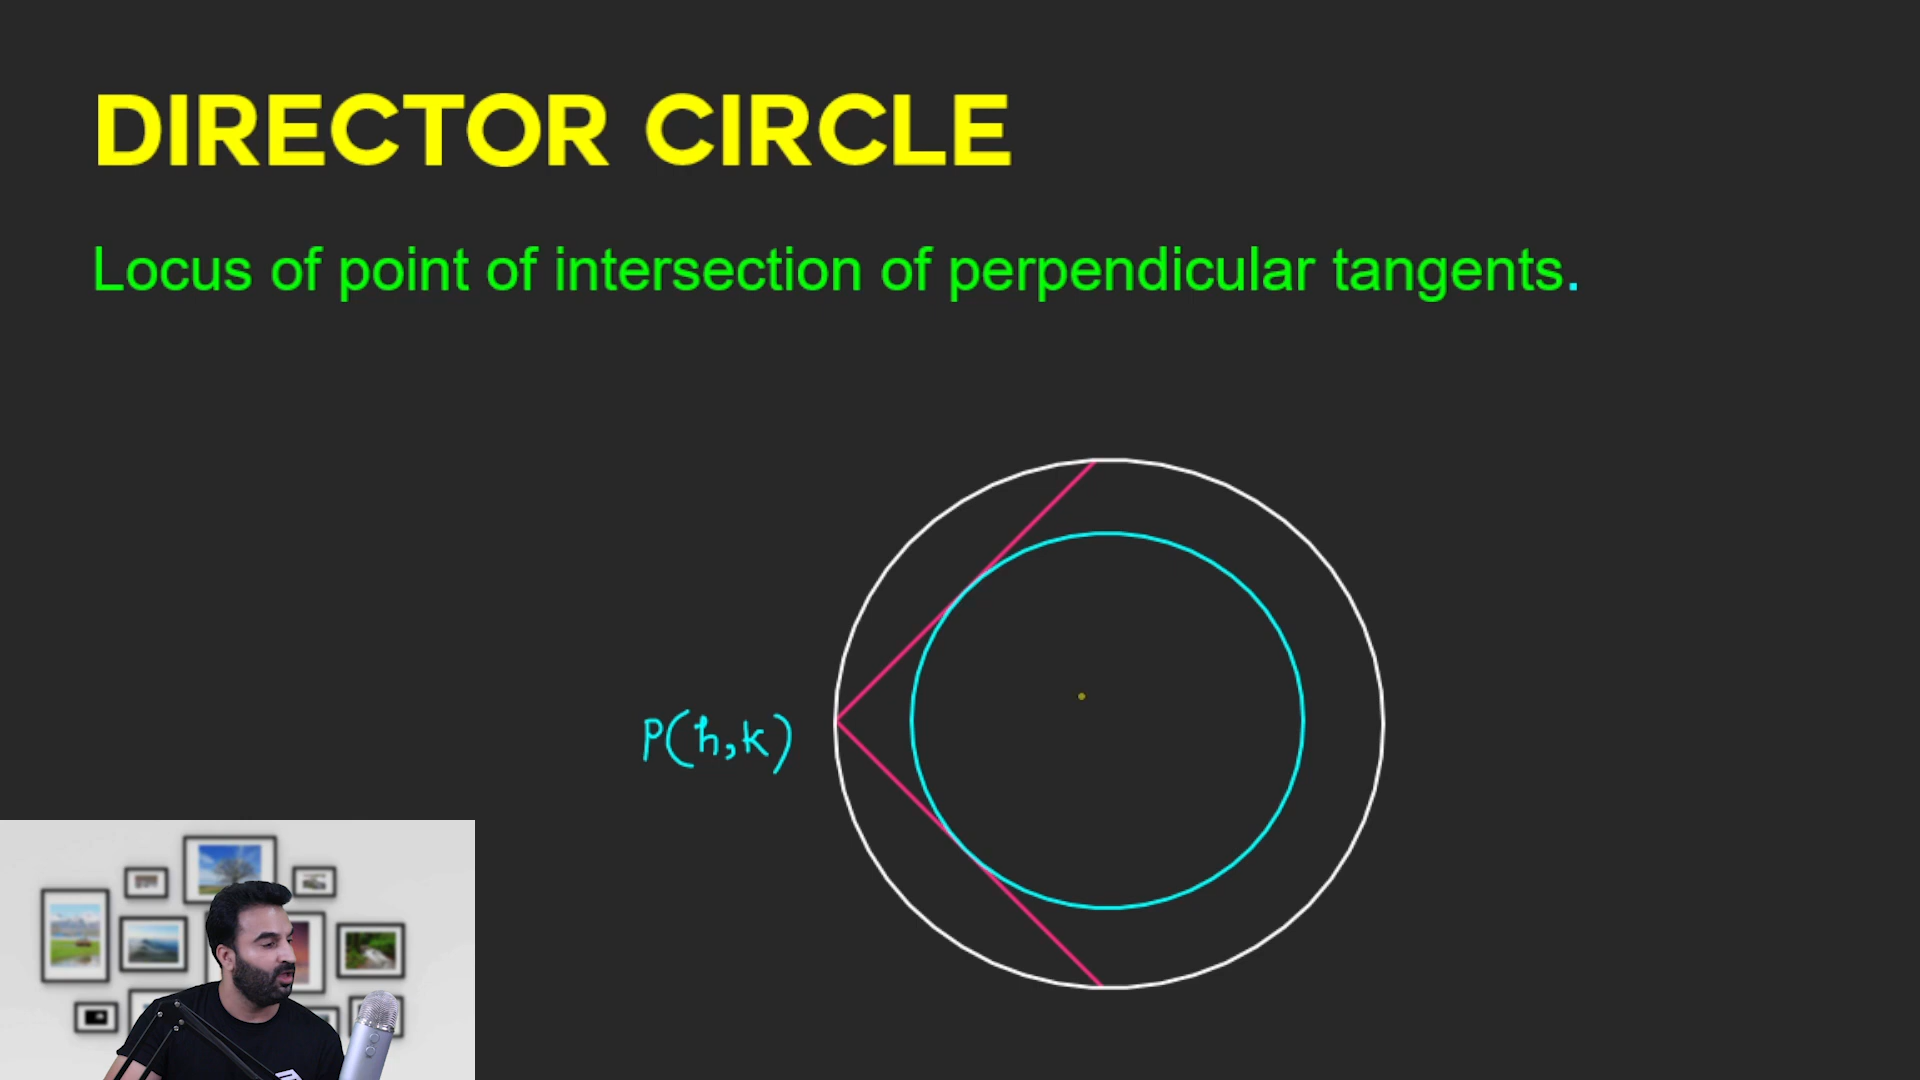 DIRECTOR CIRCLE
Locus of point of intersection of perpendicular tangents.
P(h,k)